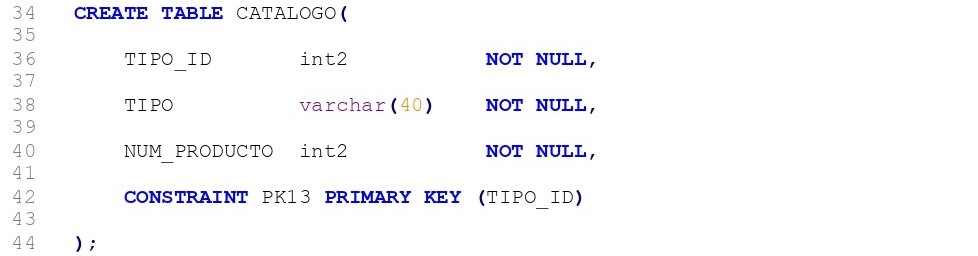 34 CREATE TABLE CATALOGO(
35
36 TIPO_ID int2 NOT NULL,
37
38 TIPO varchar(40) NOT NULL,
39
40 NUM_PRODUCTO int2 NOT NULL,
41
42 CONSTRAINT PK13 PRIMARY KEY (TIPO_ID)
43
44 );